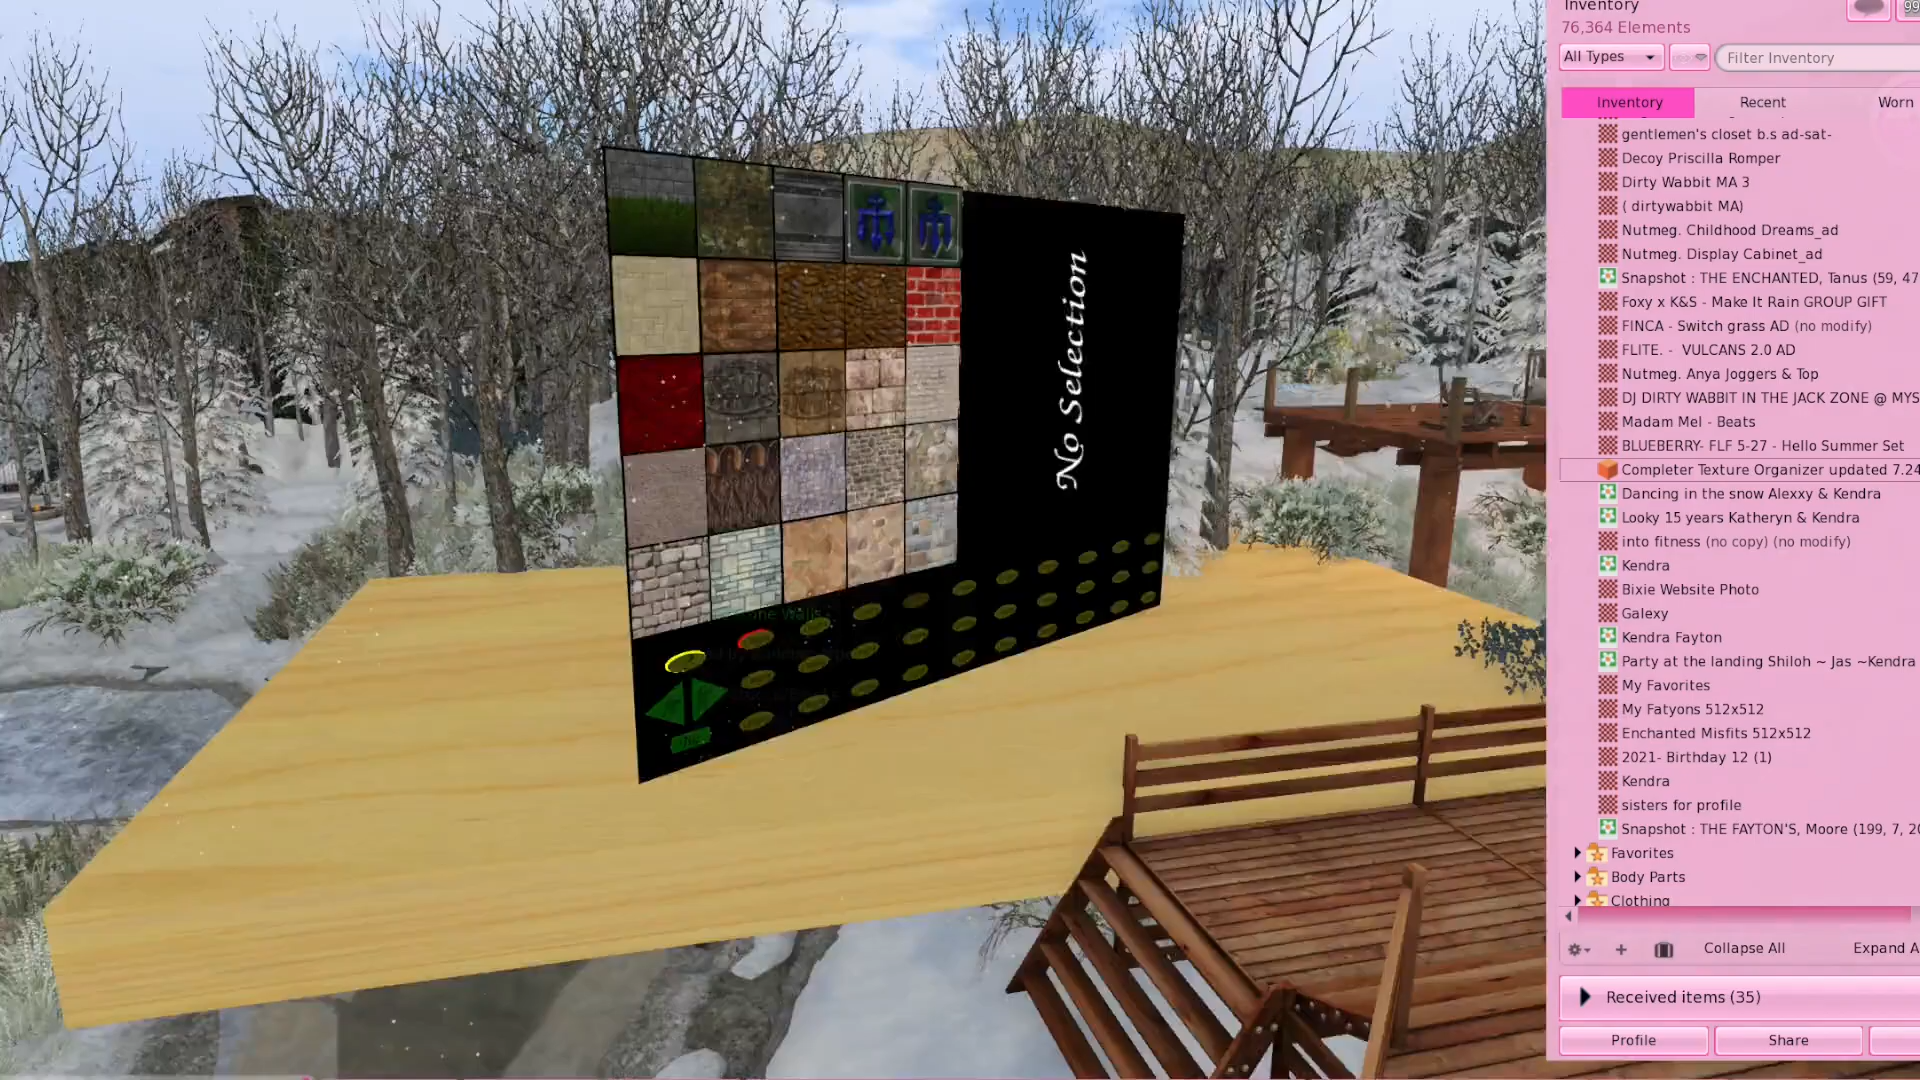 Inventory
76,364 Elements
All Types
Filter Inventory
Inventory
Recent
Worn
gentlemen's closet b.s ad-sat-
Decoy Priscilla Romper
Dirty Wabbit MA 3
( dirtywabbit MA)
Nutmeg. Childhood Dreams_ad
Nutmeg. Display Cabinet_ad
Snapshot : THE ENCHANTED, Tanus (59, 47
Foxy x K&S - Make It Rain GROUP GIFT
FINCA - Switch grass AD (no modify)
FLITE. -  VULCANS 2.0 AD
Nutmeg. Anya Joggers & Top
DJ DIRTY WABBIT IN THE JACK ZONE @ MYS
Madam Mel - Beats
BLUEBERRY- FLF 5-27 - Hello Summer Set
Completer Texture Organizer updated 7.24
Dancing in the snow Alexxy & Kendra
Looky 15 years Katheryn & Kendra
into fitness (no copy) (no modify)
Kendra
Bixie Website Photo
Galexy
Kendra Fayton
Party at the landing Shiloh ~ Jas ~Kendra
My Favorites
My Fatyons 512x512
Enchanted Misfits 512x512
2021- Birthday 12 (1)
Kendra
sisters for profile
Snapshot : THE FAYTON'S, Moore (199, 7, 20
Favorites
Body Parts
Clothing
Collapse All
Expand A
Received items (35)
Profile
Share
No Selection